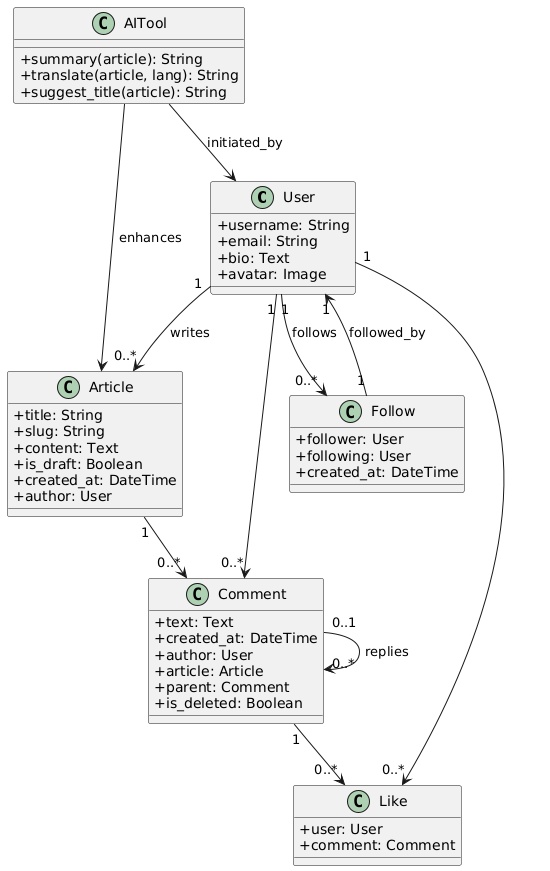 C AITool
+summary(article): String
+translate(article, lang): String
+suggest_title(article): String
initiated_by
C User
+username: String
+email: String
+bio: Text
+avatar: Image
enhances
1
1
1 1 1
writes
follows
followed_by
0..*
0..*
1
C Article
+title: String
+slug: String
+content: Text
+is_draft: Boolean
+created_at: DateTime
+author: User
C Follow
+follower: User
+following: User
+created_at: DateTime
1
0..*
0..*
C Comment
+text: Text
+created_at: DateTime
+author: User
+article: Article
+parent: Comment
+is_deleted: Boolean
0..1
replies
0..*
1
0..*
0..*
C Like
+user: User
+comment: Comment